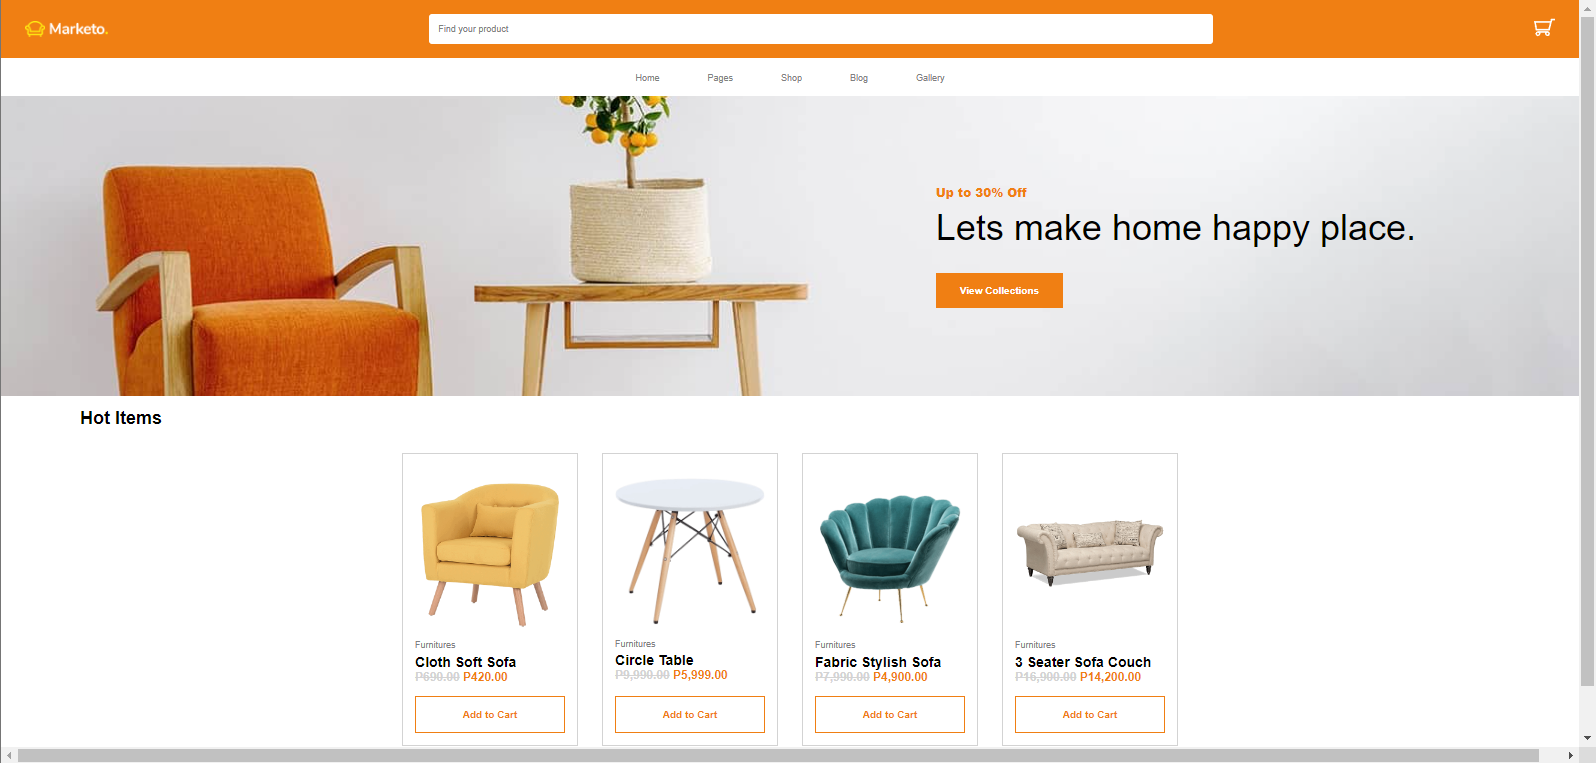 Marketo.
Find your product
Home Pages Shop Blog Gallery
Up to 30% Off
Lets make home happy place.
View Collections
Hot Items
Furnitures
Cloth Soft Sofa
P690.00 P420.00
Add to Cart
Furnitures
Circle Table
P9,990.00 P5,999.00
Add to Cart
Furnitures
Fabric Stylish Sofa
P7,990.00 P4,900.00
Add to Cart
Furnitures
3 Seater Sofa Couch
P16,900.00 P14,200.00
Add to Cart